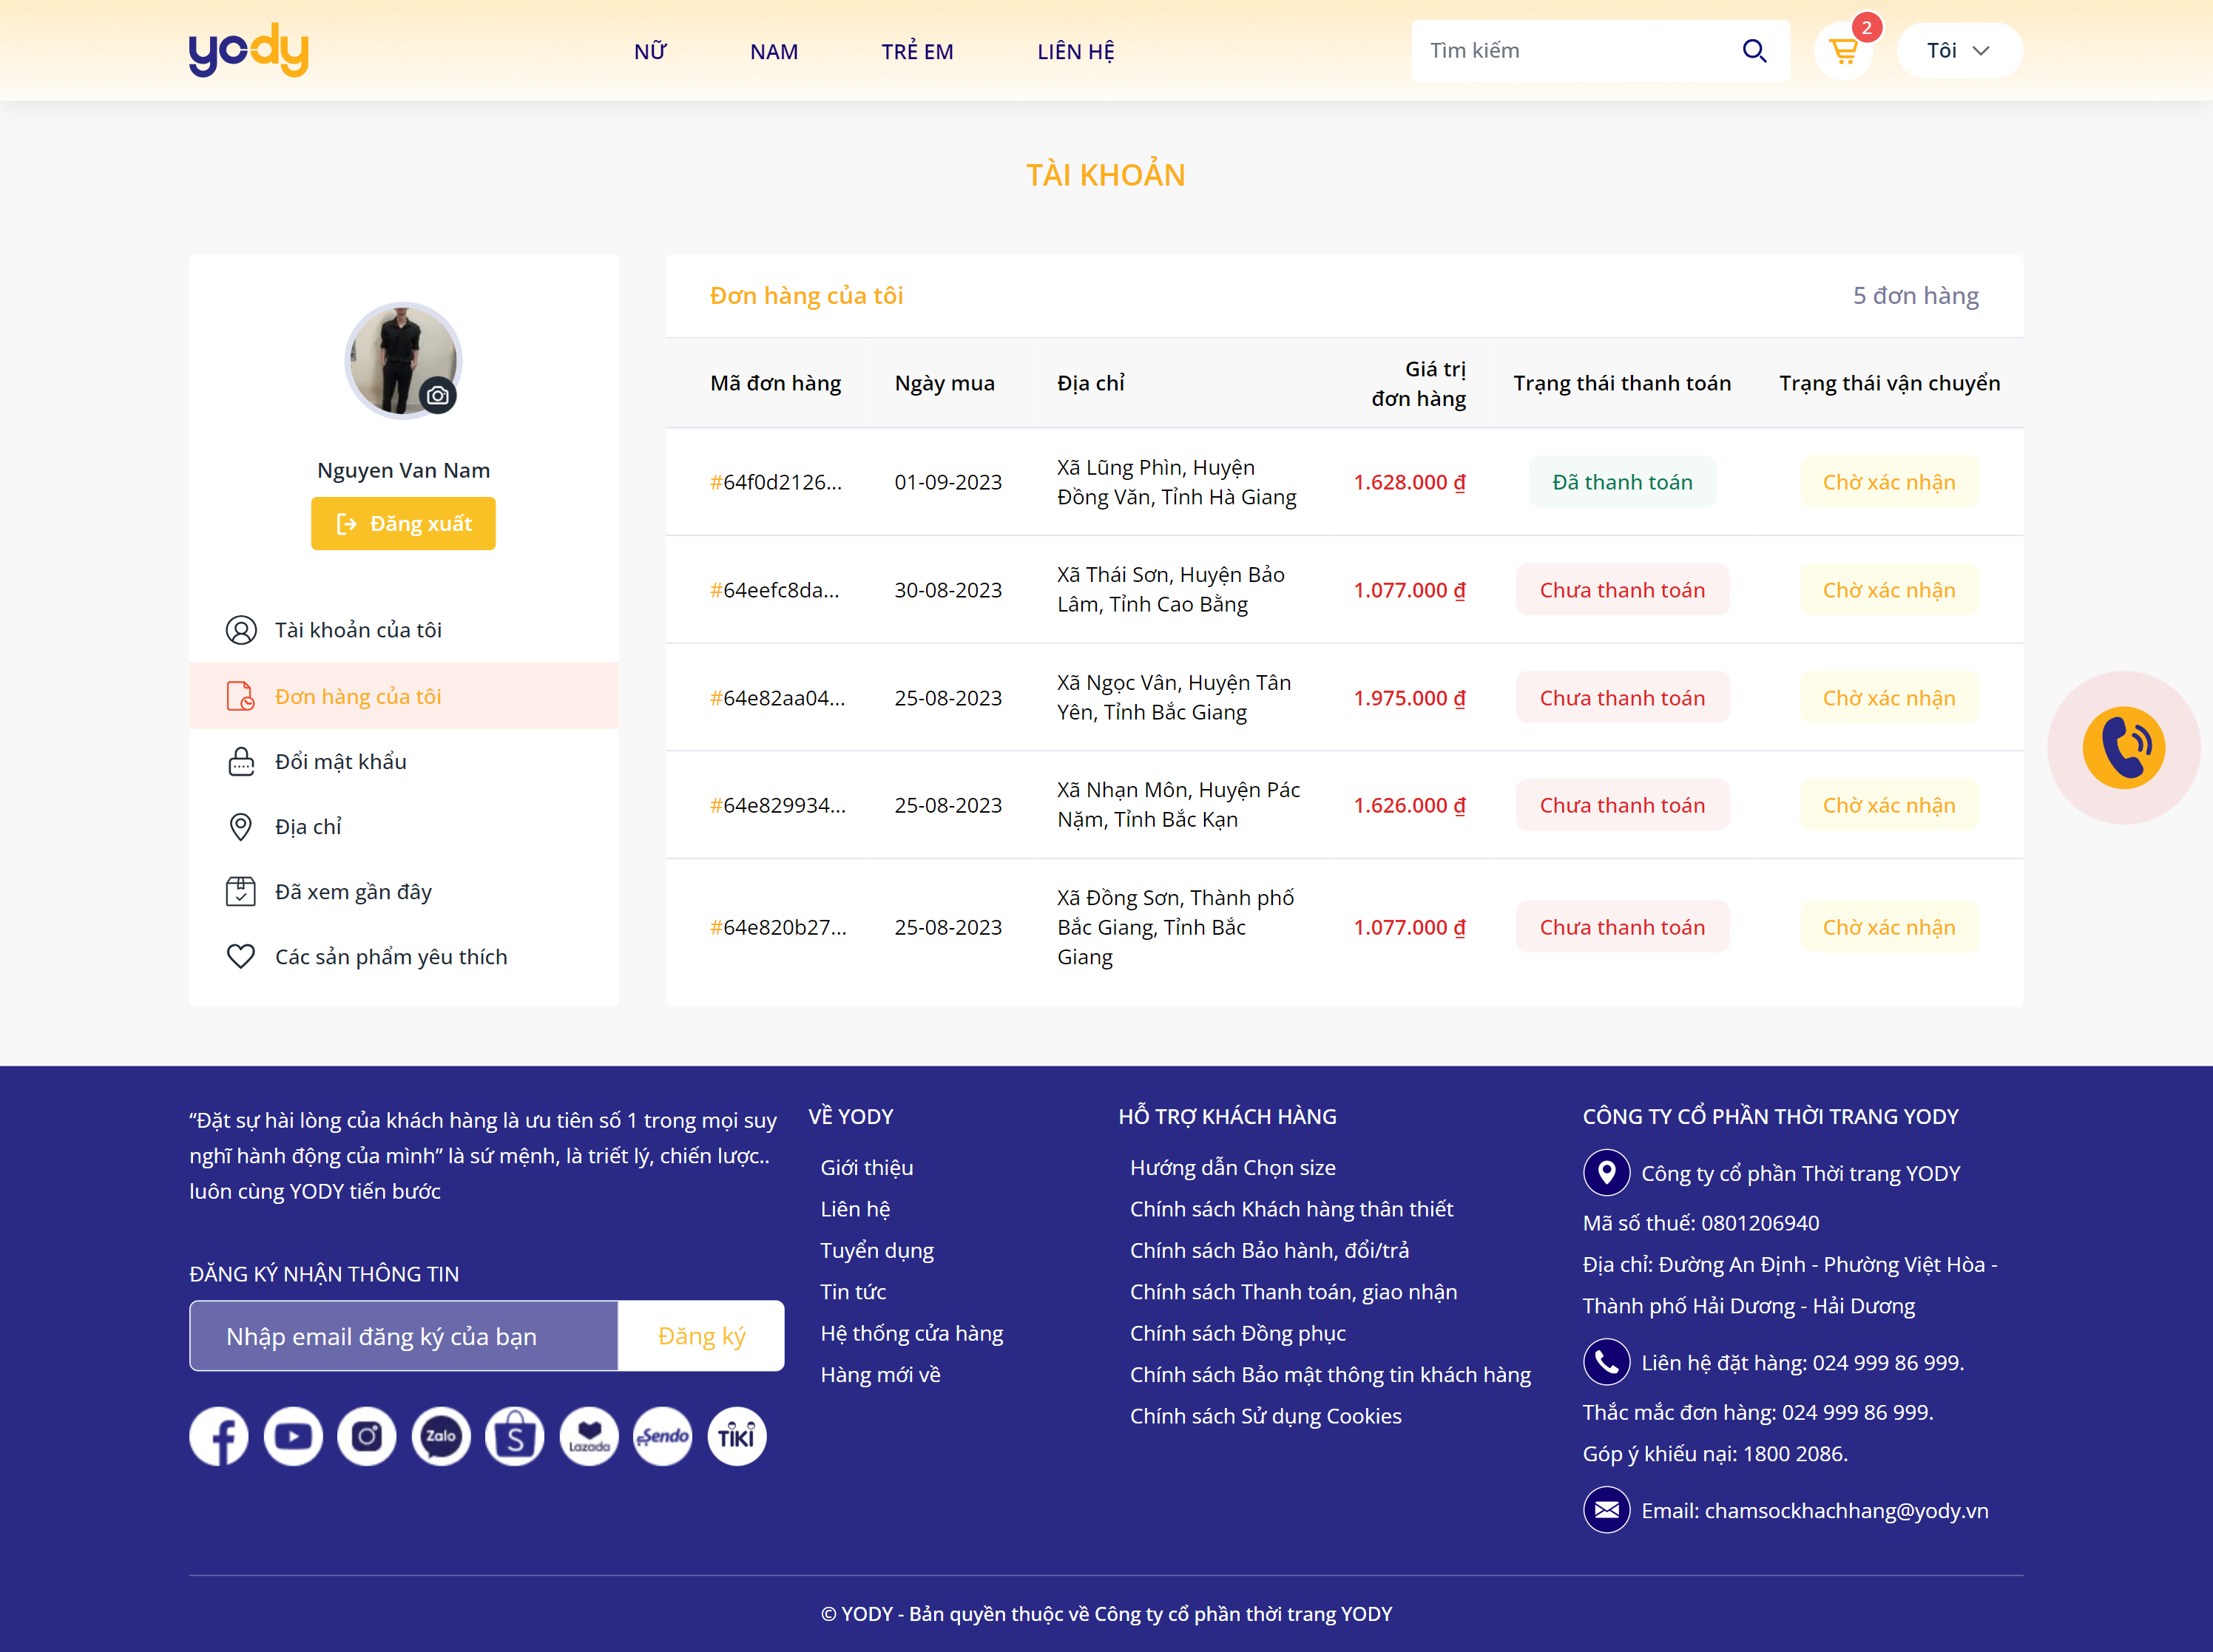 yody
NỮ
NAM
TRẺ EM
LIÊN HỆ
Tìm kiếm
2
Tôi
TÀI KHOẢN
Nguyen Van Nam
Đăng xuất
Tài khoản của tôi
Đơn hàng của tôi
Đổi mật khẩu
Địa chỉ
Đã xem gần đây
Các sản phẩm yêu thích
Đơn hàng của tôi
5 đơn hàng
Mã đơn hàng
Ngày mua
Địa chỉ
Giá trị
đơn hàng
Trạng thái thanh toán
Trạng thái vận chuyển
#64f0d2126...
01-09-2023
Xã Lũng Phìn, Huyện
Đồng Văn, Tỉnh Hà Giang
1.628.000 ₫
Đã thanh toán
Chờ xác nhận
#64eefc8da...
30-08-2023
Xã Thái Sơn, Huyện Bảo
Lâm, Tỉnh Cao Bằng
1.077.000 ₫
Chưa thanh toán
Chờ xác nhận
#64e82aa04...
25-08-2023
Xã Ngọc Vân, Huyện Tân
Yên, Tỉnh Bắc Giang
1.975.000 ₫
Chưa thanh toán
Chờ xác nhận
#64e829934...
25-08-2023
Xã Nhạn Môn, Huyện Pác
Nặm, Tỉnh Bắc Kạn
1.626.000 ₫
Chưa thanh toán
Chờ xác nhận
#64e820b27...
25-08-2023
Xã Đồng Sơn, Thành phố
Bắc Giang, Tỉnh Bắc
Giang
1.077.000 ₫
Chưa thanh toán
Chờ xác nhận
“Đặt sự hài lòng của khách hàng là ưu tiên số 1 trong mọi suy
nghĩ hành động của mình” là sứ mệnh, là triết lý, chiến lược..
luôn cùng YODY tiến bước
ĐĂNG KÝ NHẬN THÔNG TIN
Nhập email đăng ký của bạn
Đăng ký
Zalo
S
Lazada
Sendo
TIKI
VỀ YODY
Giới thiệu
Liên hệ
Tuyển dụng
Tin tức
Hệ thống cửa hàng
Hàng mới về
HỖ TRỢ KHÁCH HÀNG
Hướng dẫn Chọn size
Chính sách Khách hàng thân thiết
Chính sách Bảo hành, đổi/trả
Chính sách Thanh toán, giao nhận
Chính sách Đồng phục
Chính sách Bảo mật thông tin khách hàng
Chính sách Sử dụng Cookies
CÔNG TY CỔ PHẦN THỜI TRANG YODY
Công ty cổ phần Thời trang YODY
Mã số thuế: 0801206940
Địa chỉ: Đường An Định - Phường Việt Hòa -
Thành phố Hải Dương - Hải Dương
Liên hệ đặt hàng: 024 999 86 999.
Thắc mắc đơn hàng: 024 999 86 999.
Góp ý khiếu nại: 1800 2086.
Email: chamsockhachhang@yody.vn
© YODY - Bản quyền thuộc về Công ty cổ phần thời trang YODY